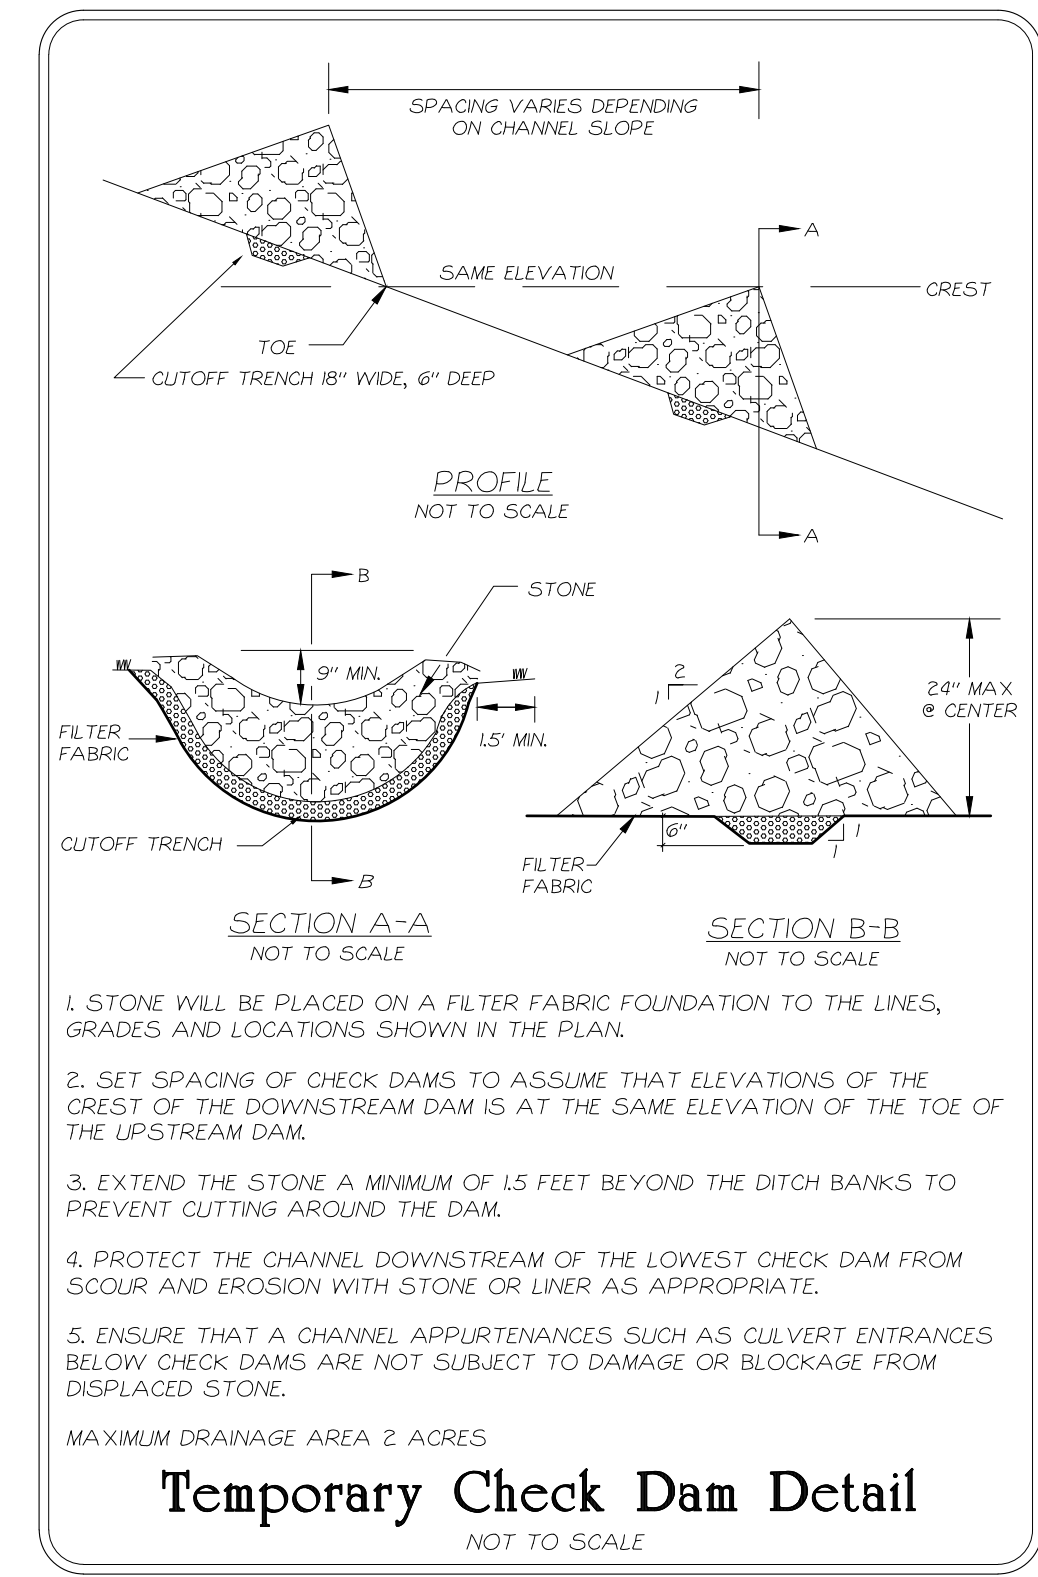 SPACING VARIES DEPENDING
ON CHANNEL SLOPE
A
SAME ELEVATION
CREST
TOE
CUTOFF TRENCH 18" WIDE, 6" DEEP
PROFILE
NOT TO SCALE
A
B
STONE
9" MIN.
2
1
24" MAX
@ CENTER
FILTER
FABRIC
1.5' MIN.
CUTOFF TRENCH
6"
1
1
FILTER
FABRIC
B
SECTION A-A
NOT TO SCALE
SECTION B-B
NOT TO SCALE
1. STONE WILL BE PLACED ON A FILTER FABRIC FOUNDATION TO THE LINES,
GRADES AND LOCATIONS SHOWN IN THE PLAN.
2. SET SPACING OF CHECK DAMS TO ASSUME THAT ELEVATIONS OF THE
CREST OF THE DOWNSTREAM DAM IS AT THE SAME ELEVATION OF THE TOE OF
THE UPSTREAM DAM.
3. EXTEND THE STONE A MINIMUM OF 1.5 FEET BEYOND THE DITCH BANKS TO
PREVENT CUTTING AROUND THE DAM.
4. PROTECT THE CHANNEL DOWNSTREAM OF THE LOWEST CHECK DAM FROM
SCOUR AND EROSION WITH STONE OR LINER AS APPROPRIATE.
5. ENSURE THAT A CHANNEL APPURTENANCES SUCH AS CULVERT ENTRANCES
BELOW CHECK DAMS ARE NOT SUBJECT TO DAMAGE OR BLOCKAGE FROM
DISPLACED STONE.
MAXIMUM DRAINAGE AREA 2 ACRES
Temporary Check Dam Detail
NOT TO SCALE